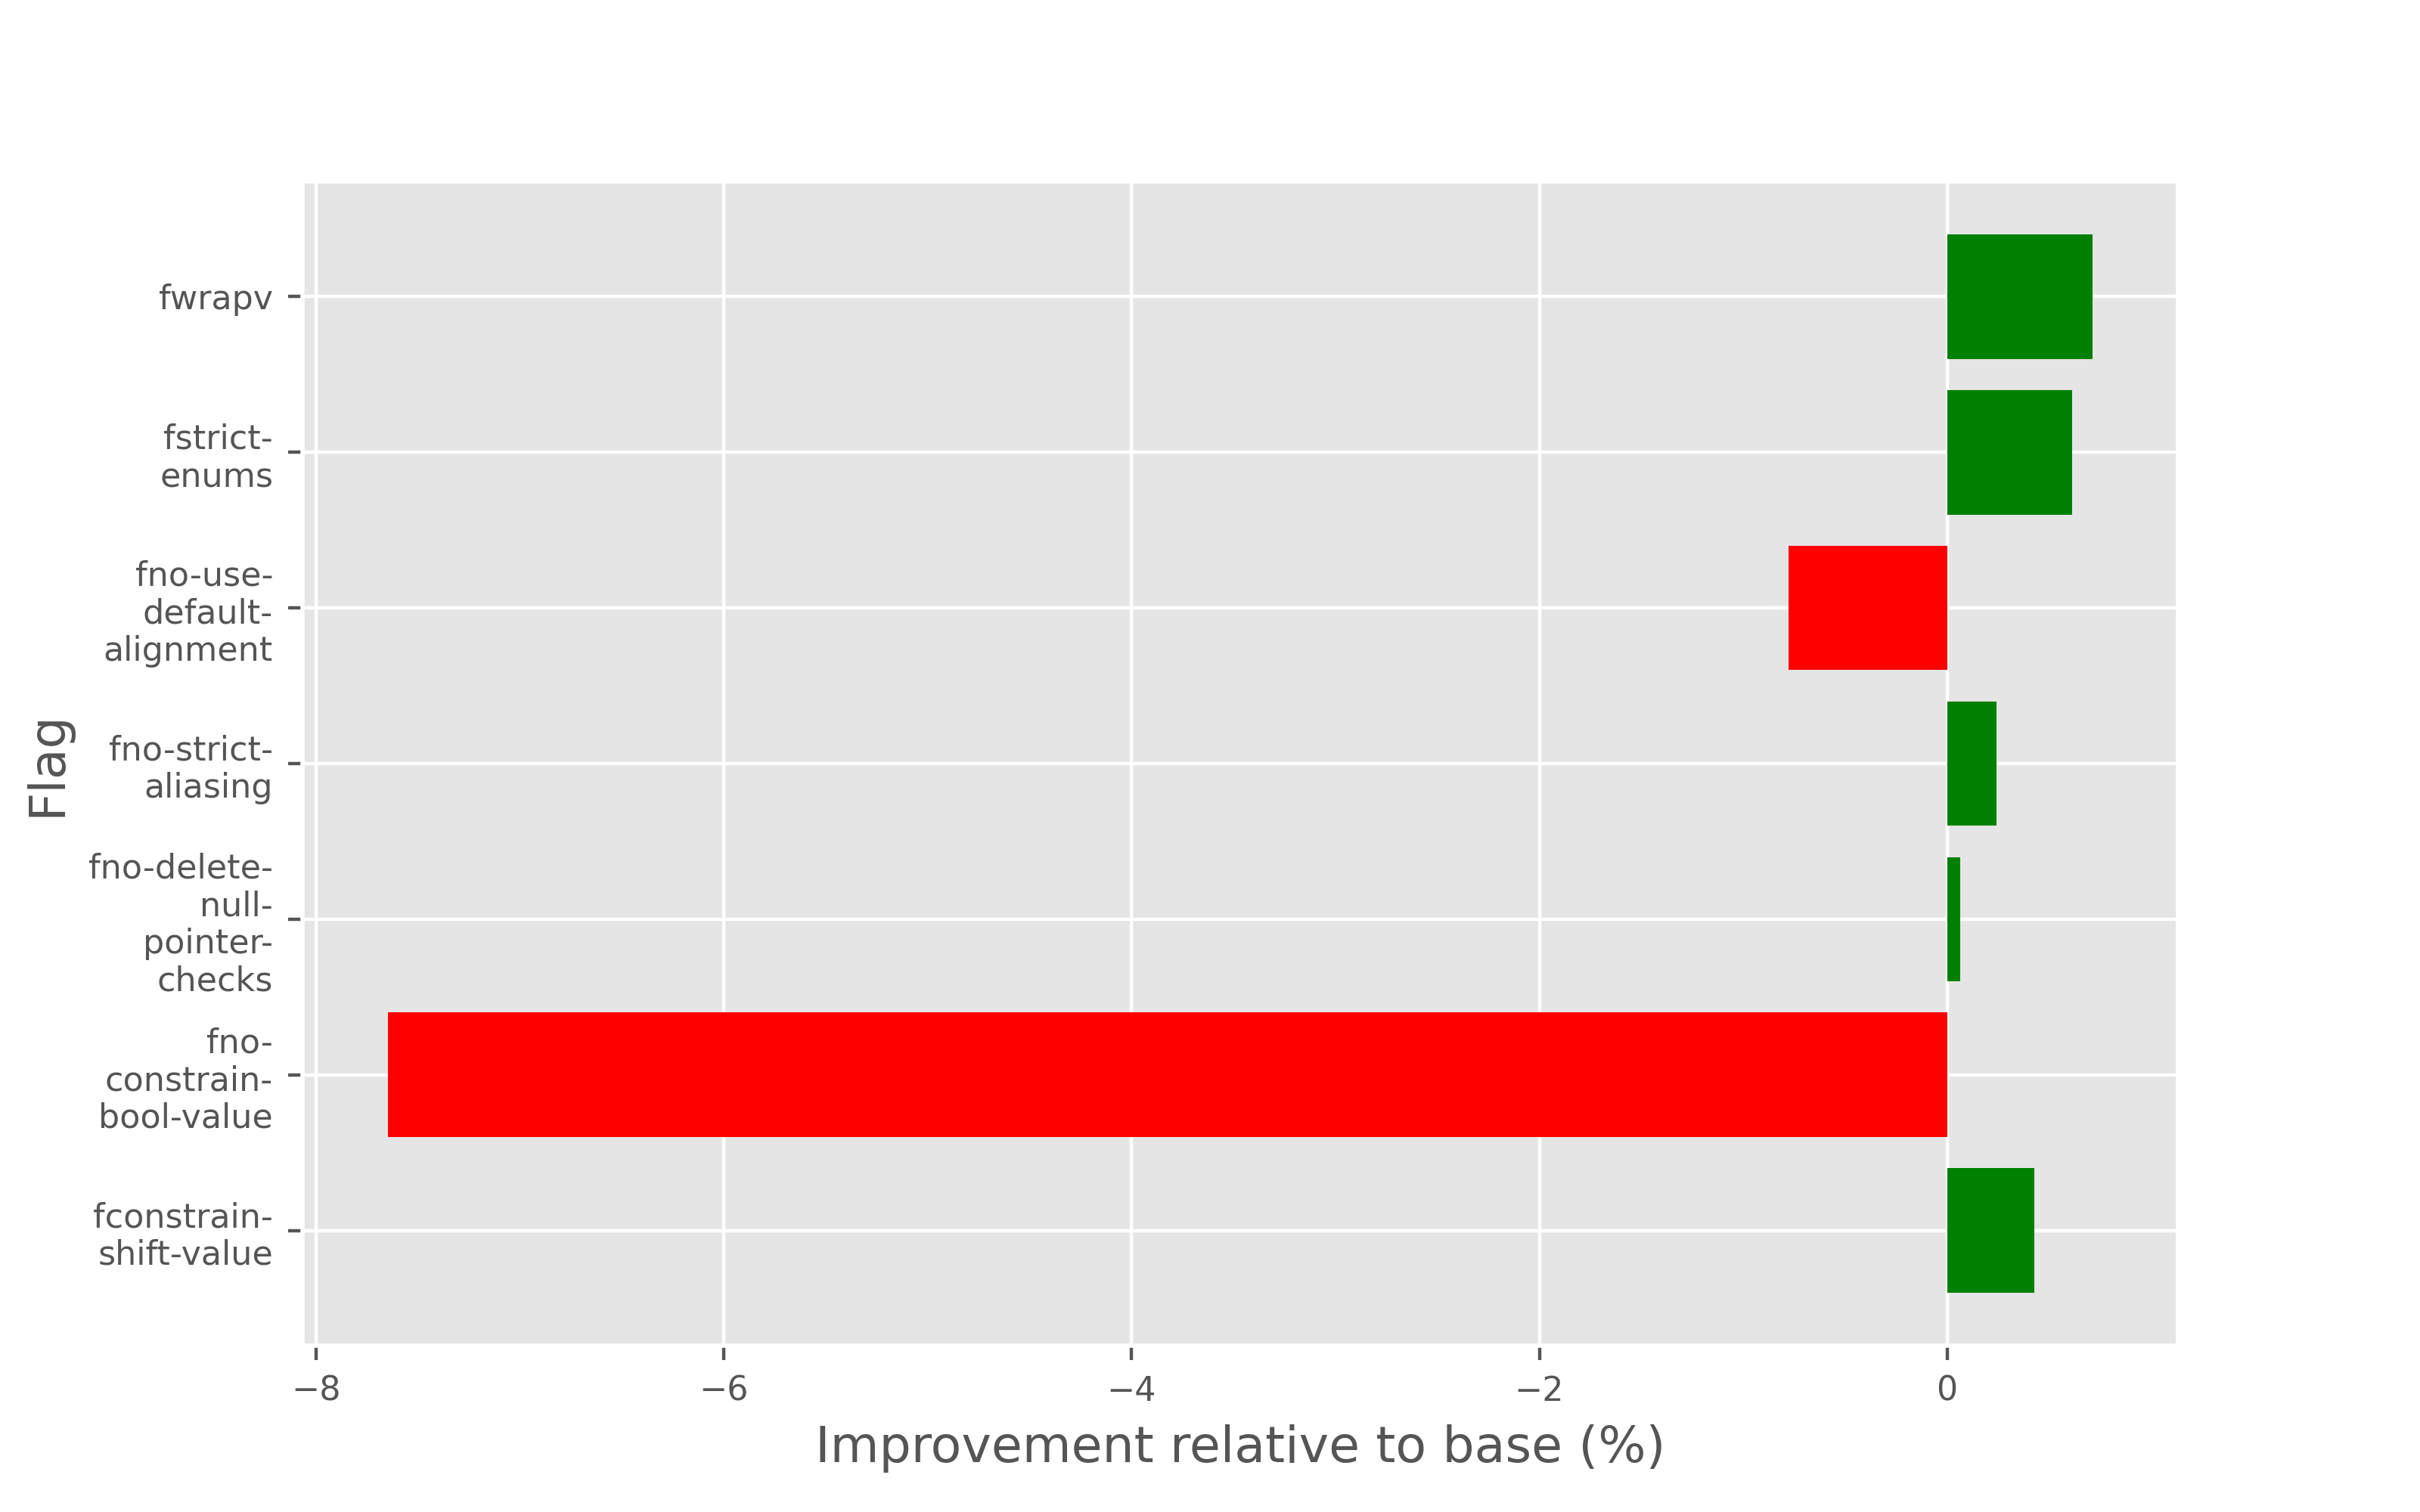 Flag
fwrapv
fstrict-
enums
fno-use-
default-
alignment
fno-strict-
aliasing
fno-delete-
null-
pointer-
checks
fno-
constrain-
bool-value
fconstrain-
shift-value
−8 −6 −4 −2 0
Improvement relative to base (%)